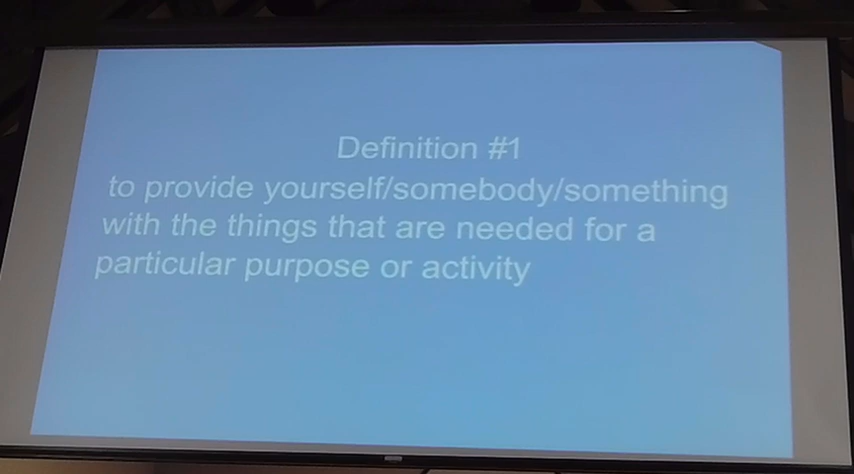 Definition #1
to provide yourself/somebody/something
with the things that are needed for a
particular purpose or activity